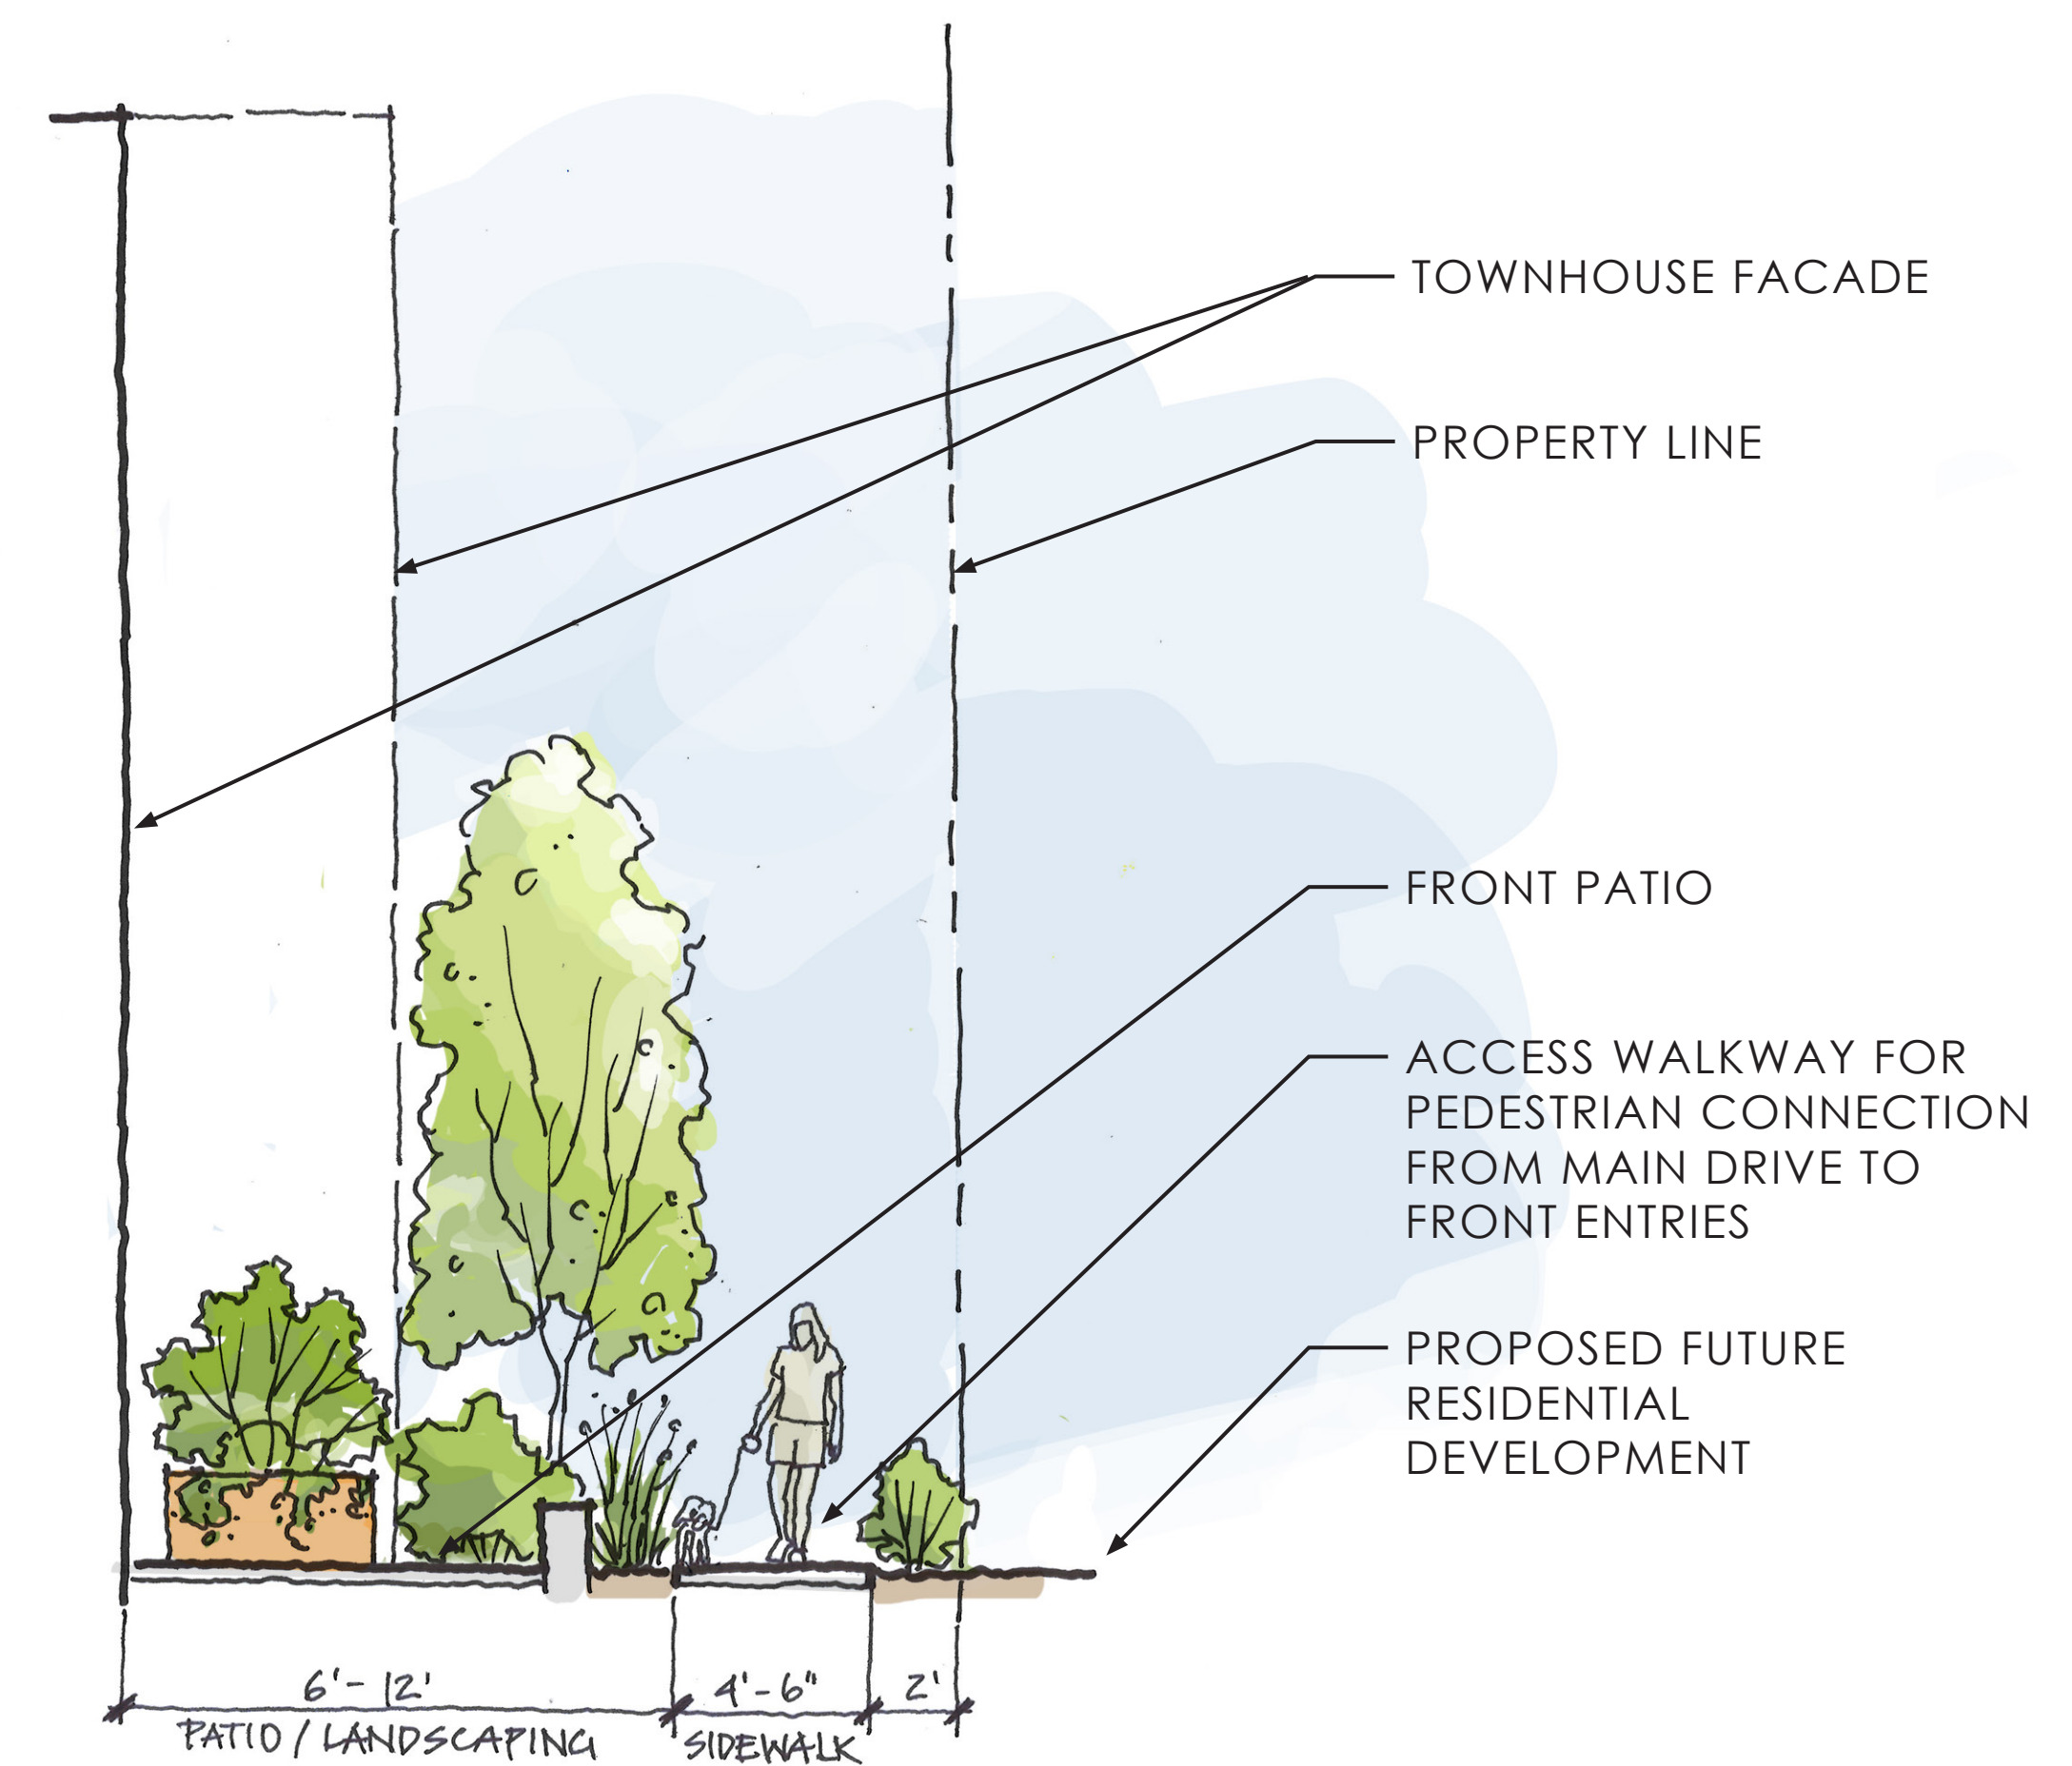 TOWNHOUSE FACADE
PROPERTY LINE
FRONT PATIO
ACCESS WALKWAY FOR
PEDESTRIAN CONNECTION
FROM MAIN DRIVE TO
FRONT ENTRIES
PROPOSED FUTURE
RESIDENTIAL
DEVELOPMENT
6'-12' 4'-6" 2'
PATIO/LANDSCAPING SIDEWALK